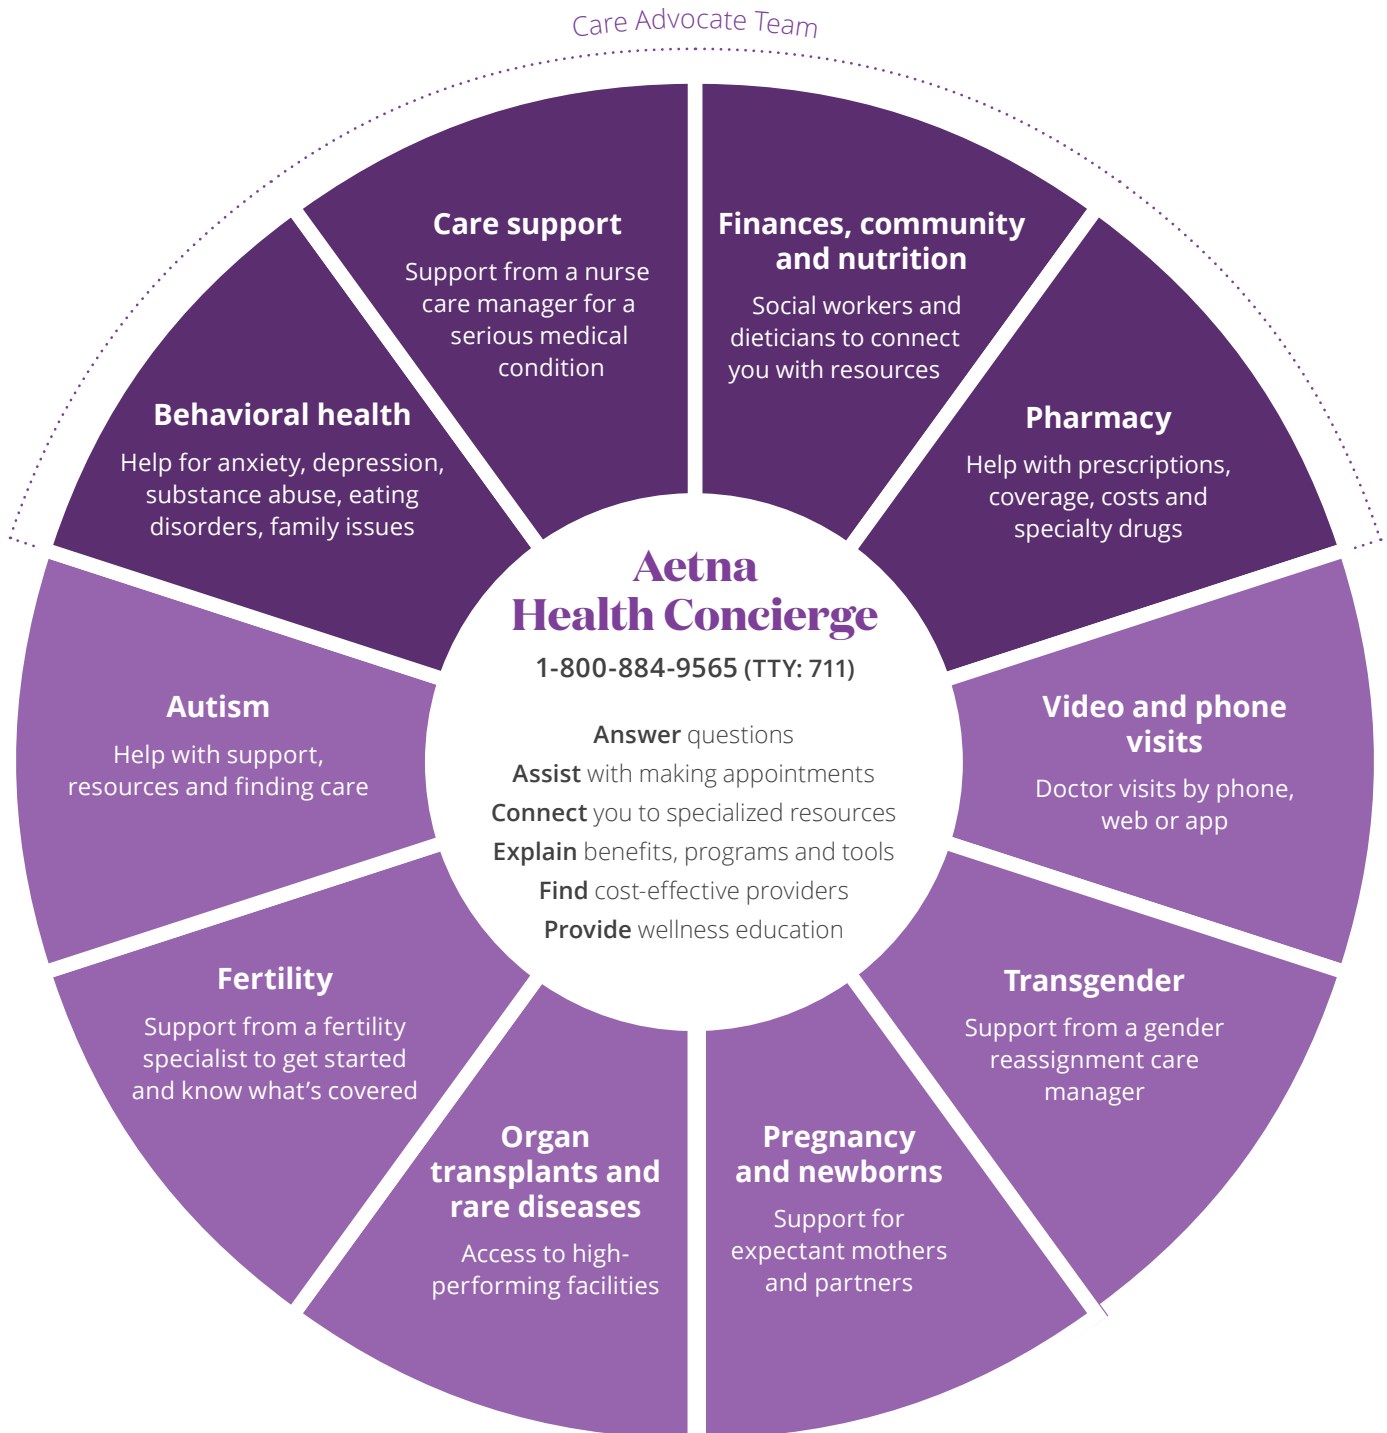 Care Advocate Team
Care support
Support from a nurse
care manager for a
serious medical
condition
Finances, community
and nutrition
Social workers and
dieticians to connect
you with resources
Behavioral health
Help for anxiety, depression,
substance abuse, eating
disorders, family issues
Pharmacy
Help with prescriptions,
coverage, costs and
specialty drugs
Aetna
Health Concierge
1-800-884-9565 (TTY: 711)
Answer questions
Assist with making appointments
Connect you to specialized resources
Explain benefits, programs and tools
Find cost-effective providers
Provide wellness education
Autism
Help with support,
resources and finding care
Video and phone
visits
Doctor visits by phone,
web or app
Fertility
Support from a fertility
specialist to get started
and know what’s covered
Transgender
Support from a gender
reassignment care
manager
Organ
transplants and
rare diseases
Access to high-
performing facilities
Pregnancy
and newborns
Support for
expectant mothers
and partners